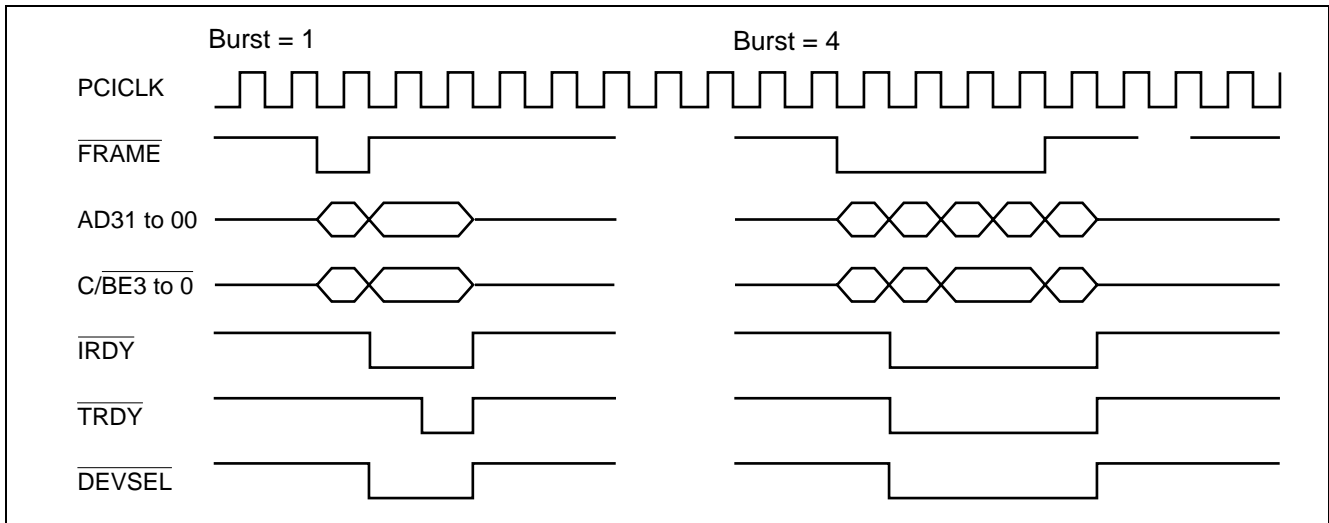 Burst = 1
Burst = 4
PCICLK
FRAME
AD31 to 00
C/BE3 to 0
IRDY
TRDY
DEVSEL